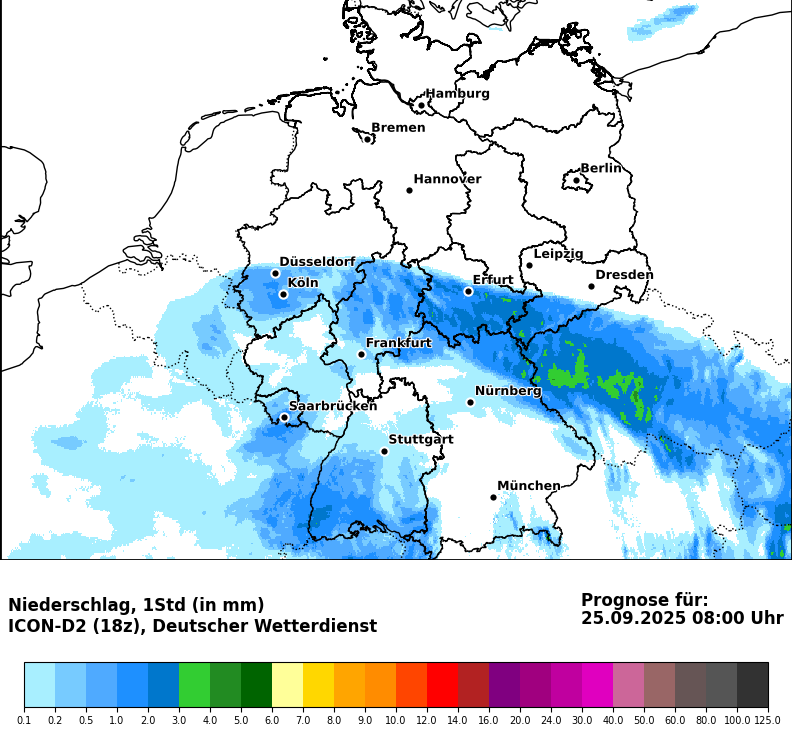 Hamburg
Bremen
Berlin
Hannover
Leipzig
Düsseldorf
Dresden
Erfurt
Köln
Frankfurt
Nürnberg
Saarbrücken
Stuttgart
München
Niederschlag, 1Std (in mm)
ICON-D2 (18z), Deutscher Wetterdienst
Prognose für:
25.09.2025 08:00 Uhr
0.1 0.2 0.5 1.0 2.0 3.0 4.0 5.0 6.0 7.0 8.0 9.0 10.0 12.0 14.0 16.0 20.0 24.0 30.0 40.0 50.0 60.0 80.0 100.0 125.0